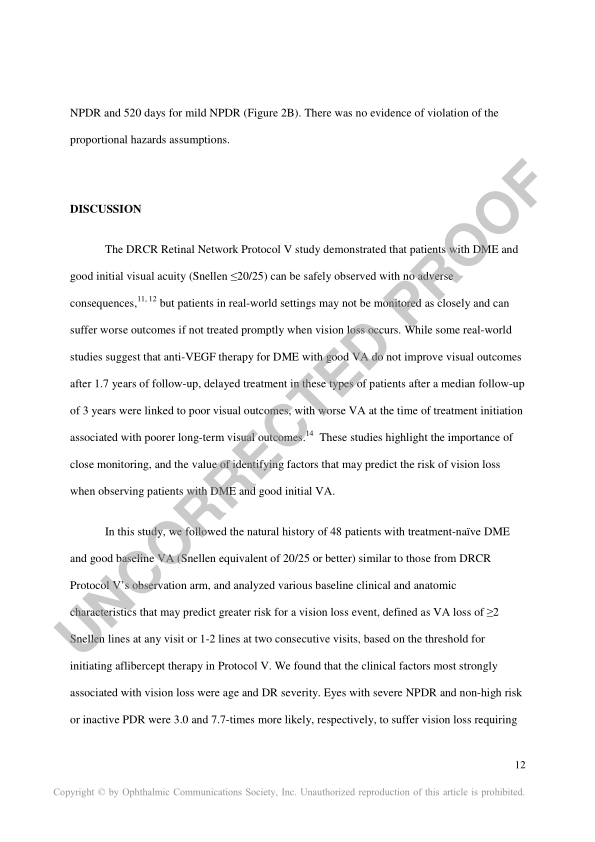 NPDR and 520 days for mild NPDR (Figure 2B). There was no evidence of violation of the
proportional hazards assumptions.
DISCUSSION
The DRCR Retinal Network Protocol V study demonstrated that patients with DME and
good initial visual acuity (Snellen ≤20/25) can be safely observed with no adverse
consequences,11, 12 but patients in real-world settings may not be monitored as closely and can
suffer worse outcomes if not treated promptly when vision loss occurs. While some real-world
studies suggest that anti-VEGF therapy for DME with good VA do not improve visual outcomes
after 1.7 years of follow-up, delayed treatment in these types of patients after a median follow-up
of 3 years were linked to poor visual outcomes, with worse VA at the time of treatment initiation
associated with poorer long-term visual outcomes.14 These studies highlight the importance of
close monitoring, and the value of identifying factors that may predict the risk of vision loss
when observing patients with DME and good initial VA.
In this study, we followed the natural history of 48 patients with treatment-naïve DME
and good baseline VA (Snellen equivalent of 20/25 or better) similar to those from DRCR
Protocol V's observation arm, and analyzed various baseline clinical and anatomic
characteristics that may predict greater risk for a vision loss event, defined as VA loss of ≥2
Snellen lines at any visit or 1-2 lines at two consecutive visits, based on the threshold for
initiating aflibercept therapy in Protocol V. We found that the clinical factors most strongly
associated with vision loss were age and DR severity. Eyes with severe NPDR and non-high risk
or inactive PDR were 3.0 and 7.7-times more likely, respectively, to suffer vision loss requiring
UNCORRECTED PROOF
12
Copyright © by Ophthalmic Communications Society, Inc. Unauthorized reproduction of this article is prohibited.